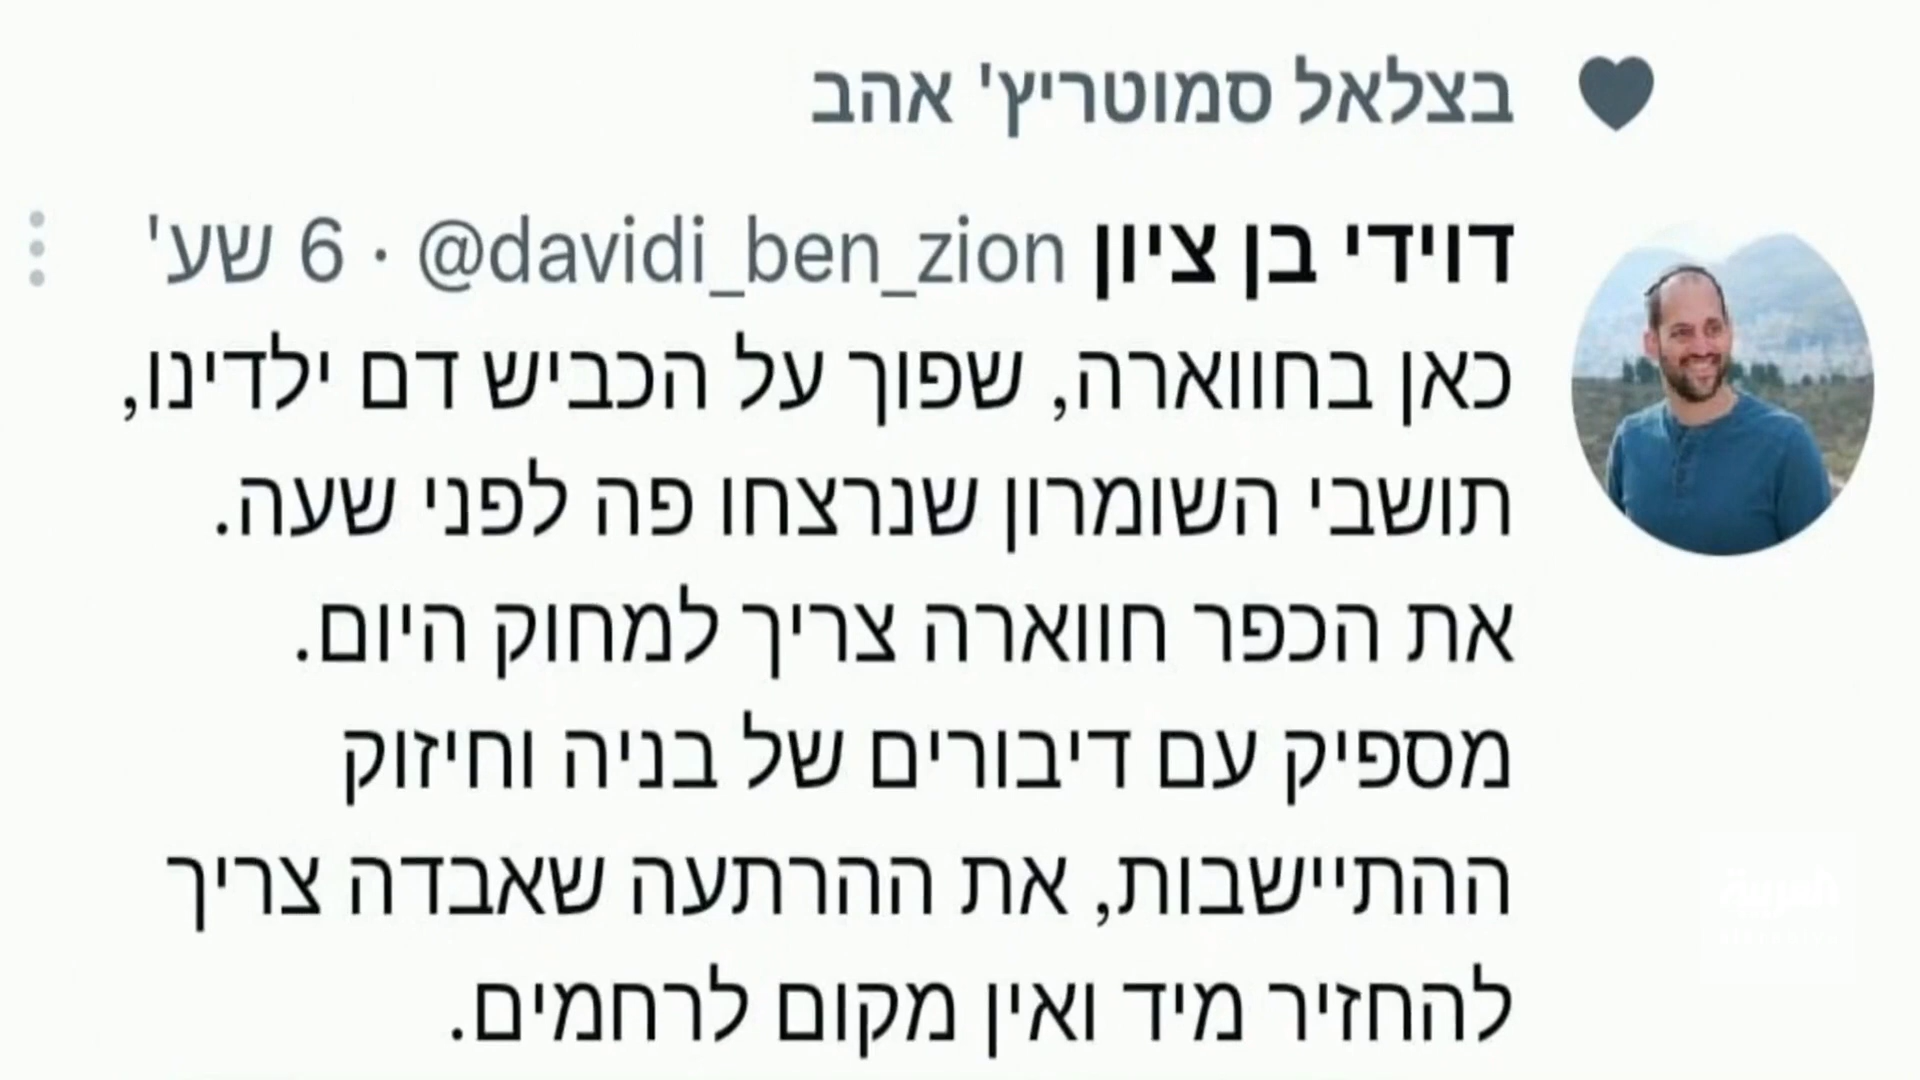 בצלאל סמוטריץ' אהב
דוידי בן ציון @davidi_ben_zion · 6 שע'
כאן בחווארה, שפוך על הכביש דם ילדינו,
תושבי השומרון שנרצחו פה לפני שעה.
את הכפר חווארה צריך למחוק היום.
מספיק עם דיבורים של בניה וחיזוק
ההתיישבות, את ההרתעה שאבדה צריך
להחזיר מיד ואין מקום לרחמים.